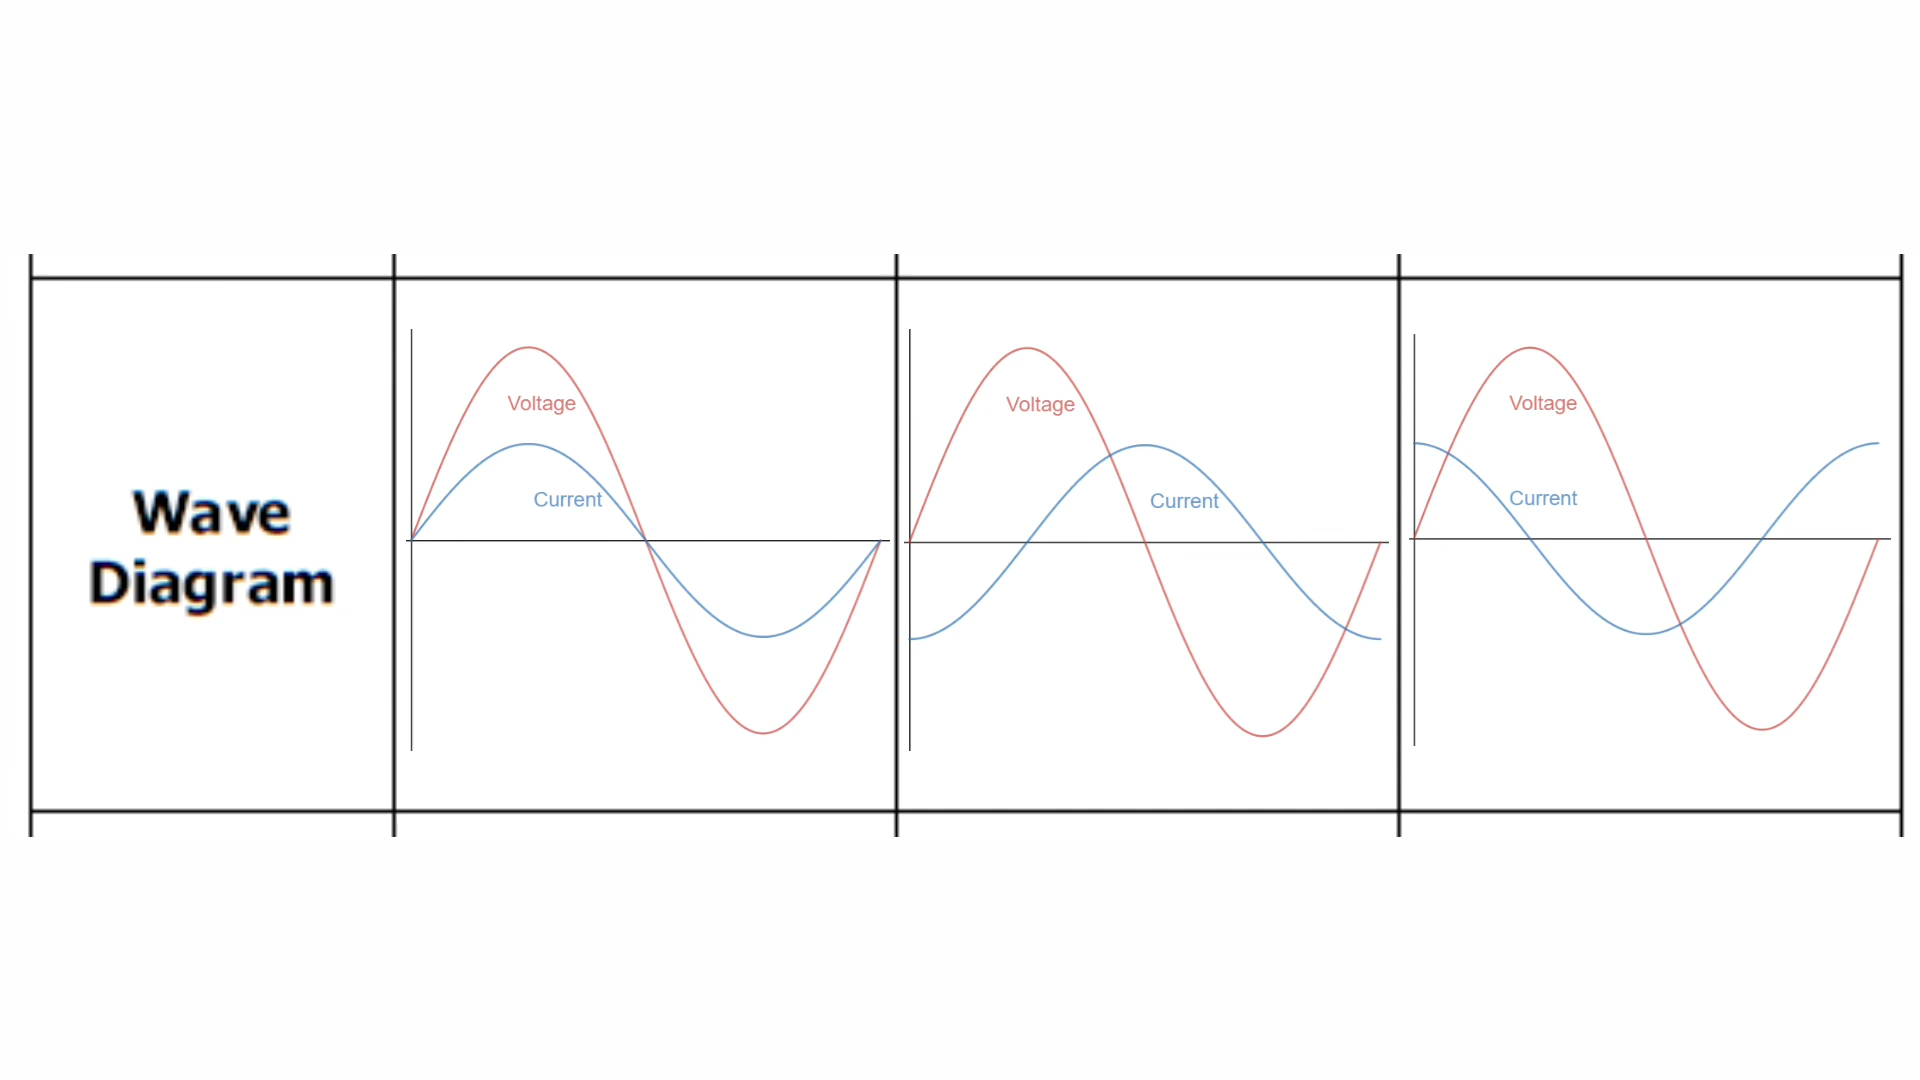 Wave
Diagram
Voltage
Current
Voltage
Current
Voltage
Current